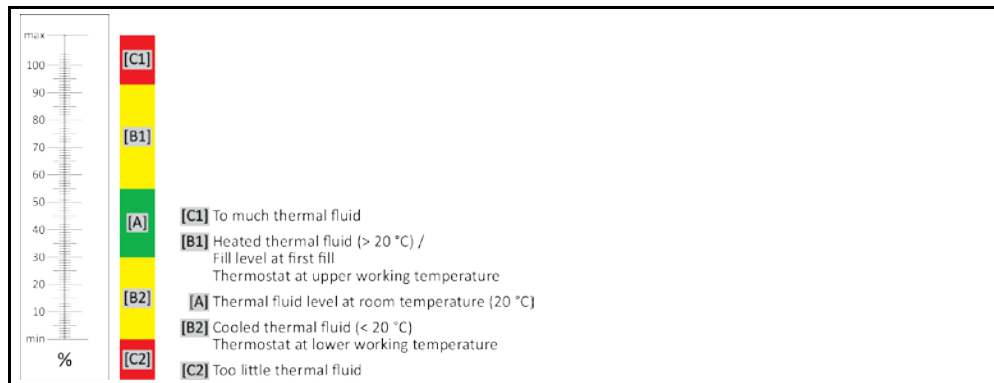 max
100
90
80
70
60
50
40
30
20
10
min
%
[C1]
[B1]
[A]
[B2]
[C2]
[C1] To much thermal fluid
[B1] Heated thermal fluid (> 20 °C) /
Fill level at first fill
Thermostat at upper working temperature
[A] Thermal fluid level at room temperature (20 °C)
[B2] Cooled thermal fluid (< 20 °C)
Thermostat at lower working temperature
[C2] Too little thermal fluid